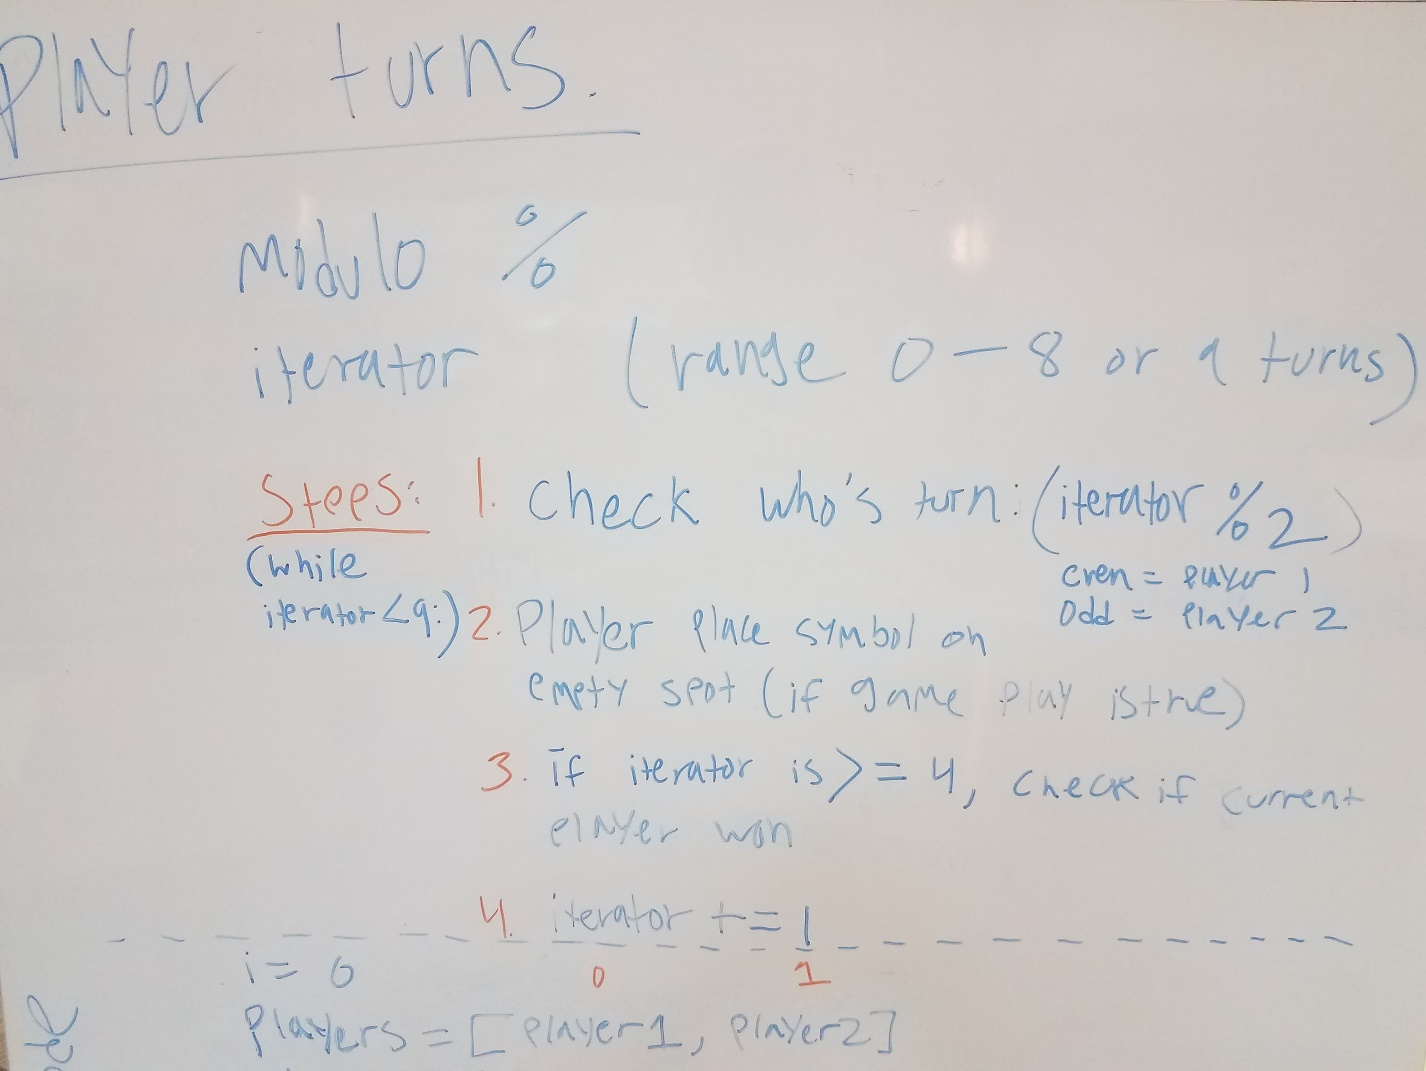 Player turns.
Modulo %
iterator (range 0-8 or 9 turns)
Steps: 1. Check who's turn: (iterator % 2)
(while even = player 1
iterator < 9:) odd = player 2
2. Player place symbol on
empty spot (if game play is true)
3. if iterator is >= 4, check if current
player won
4. iterator += 1
i = 0
0 1
Players = [player1, player2]